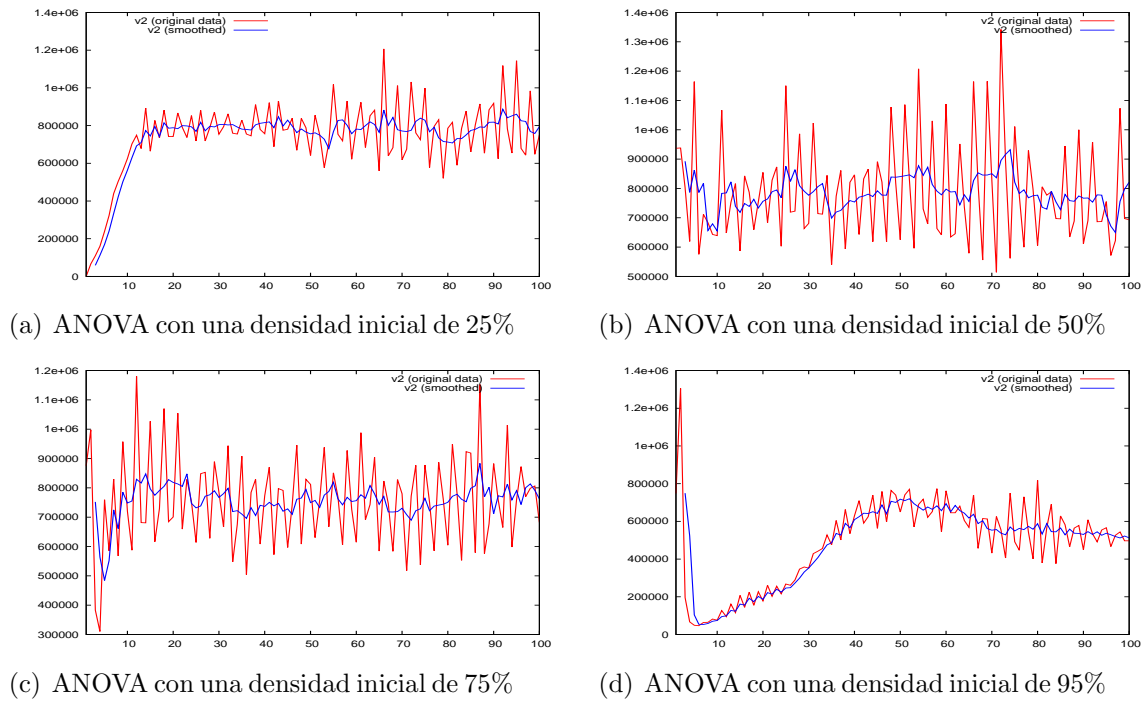 v2 (original data)
v2 (smoothed)
1.4e+06
1.2e+06
1e+06
800000
600000
400000
200000
0
10 20 30 40 50 60 70 80 90 100
(a) ANOVA con una densidad inicial de 25%
v2 (original data)
v2 (smoothed)
1.4e+06
1.3e+06
1.2e+06
1.1e+06
1e+06
900000
800000
700000
600000
500000
10 20 30 40 50 60 70 80 90 100
(b) ANOVA con una densidad inicial de 50%
v2 (original data)
v2 (smoothed)
1.2e+06
1.1e+06
1e+06
900000
800000
700000
600000
500000
400000
300000
10 20 30 40 50 60 70 80 90 100
(c) ANOVA con una densidad inicial de 75%
v2 (original data)
v2 (smoothed)
1.4e+06
1.2e+06
1e+06
800000
600000
400000
200000
0
10 20 30 40 50 60 70 80 90 100
(d) ANOVA con una densidad inicial de 95%